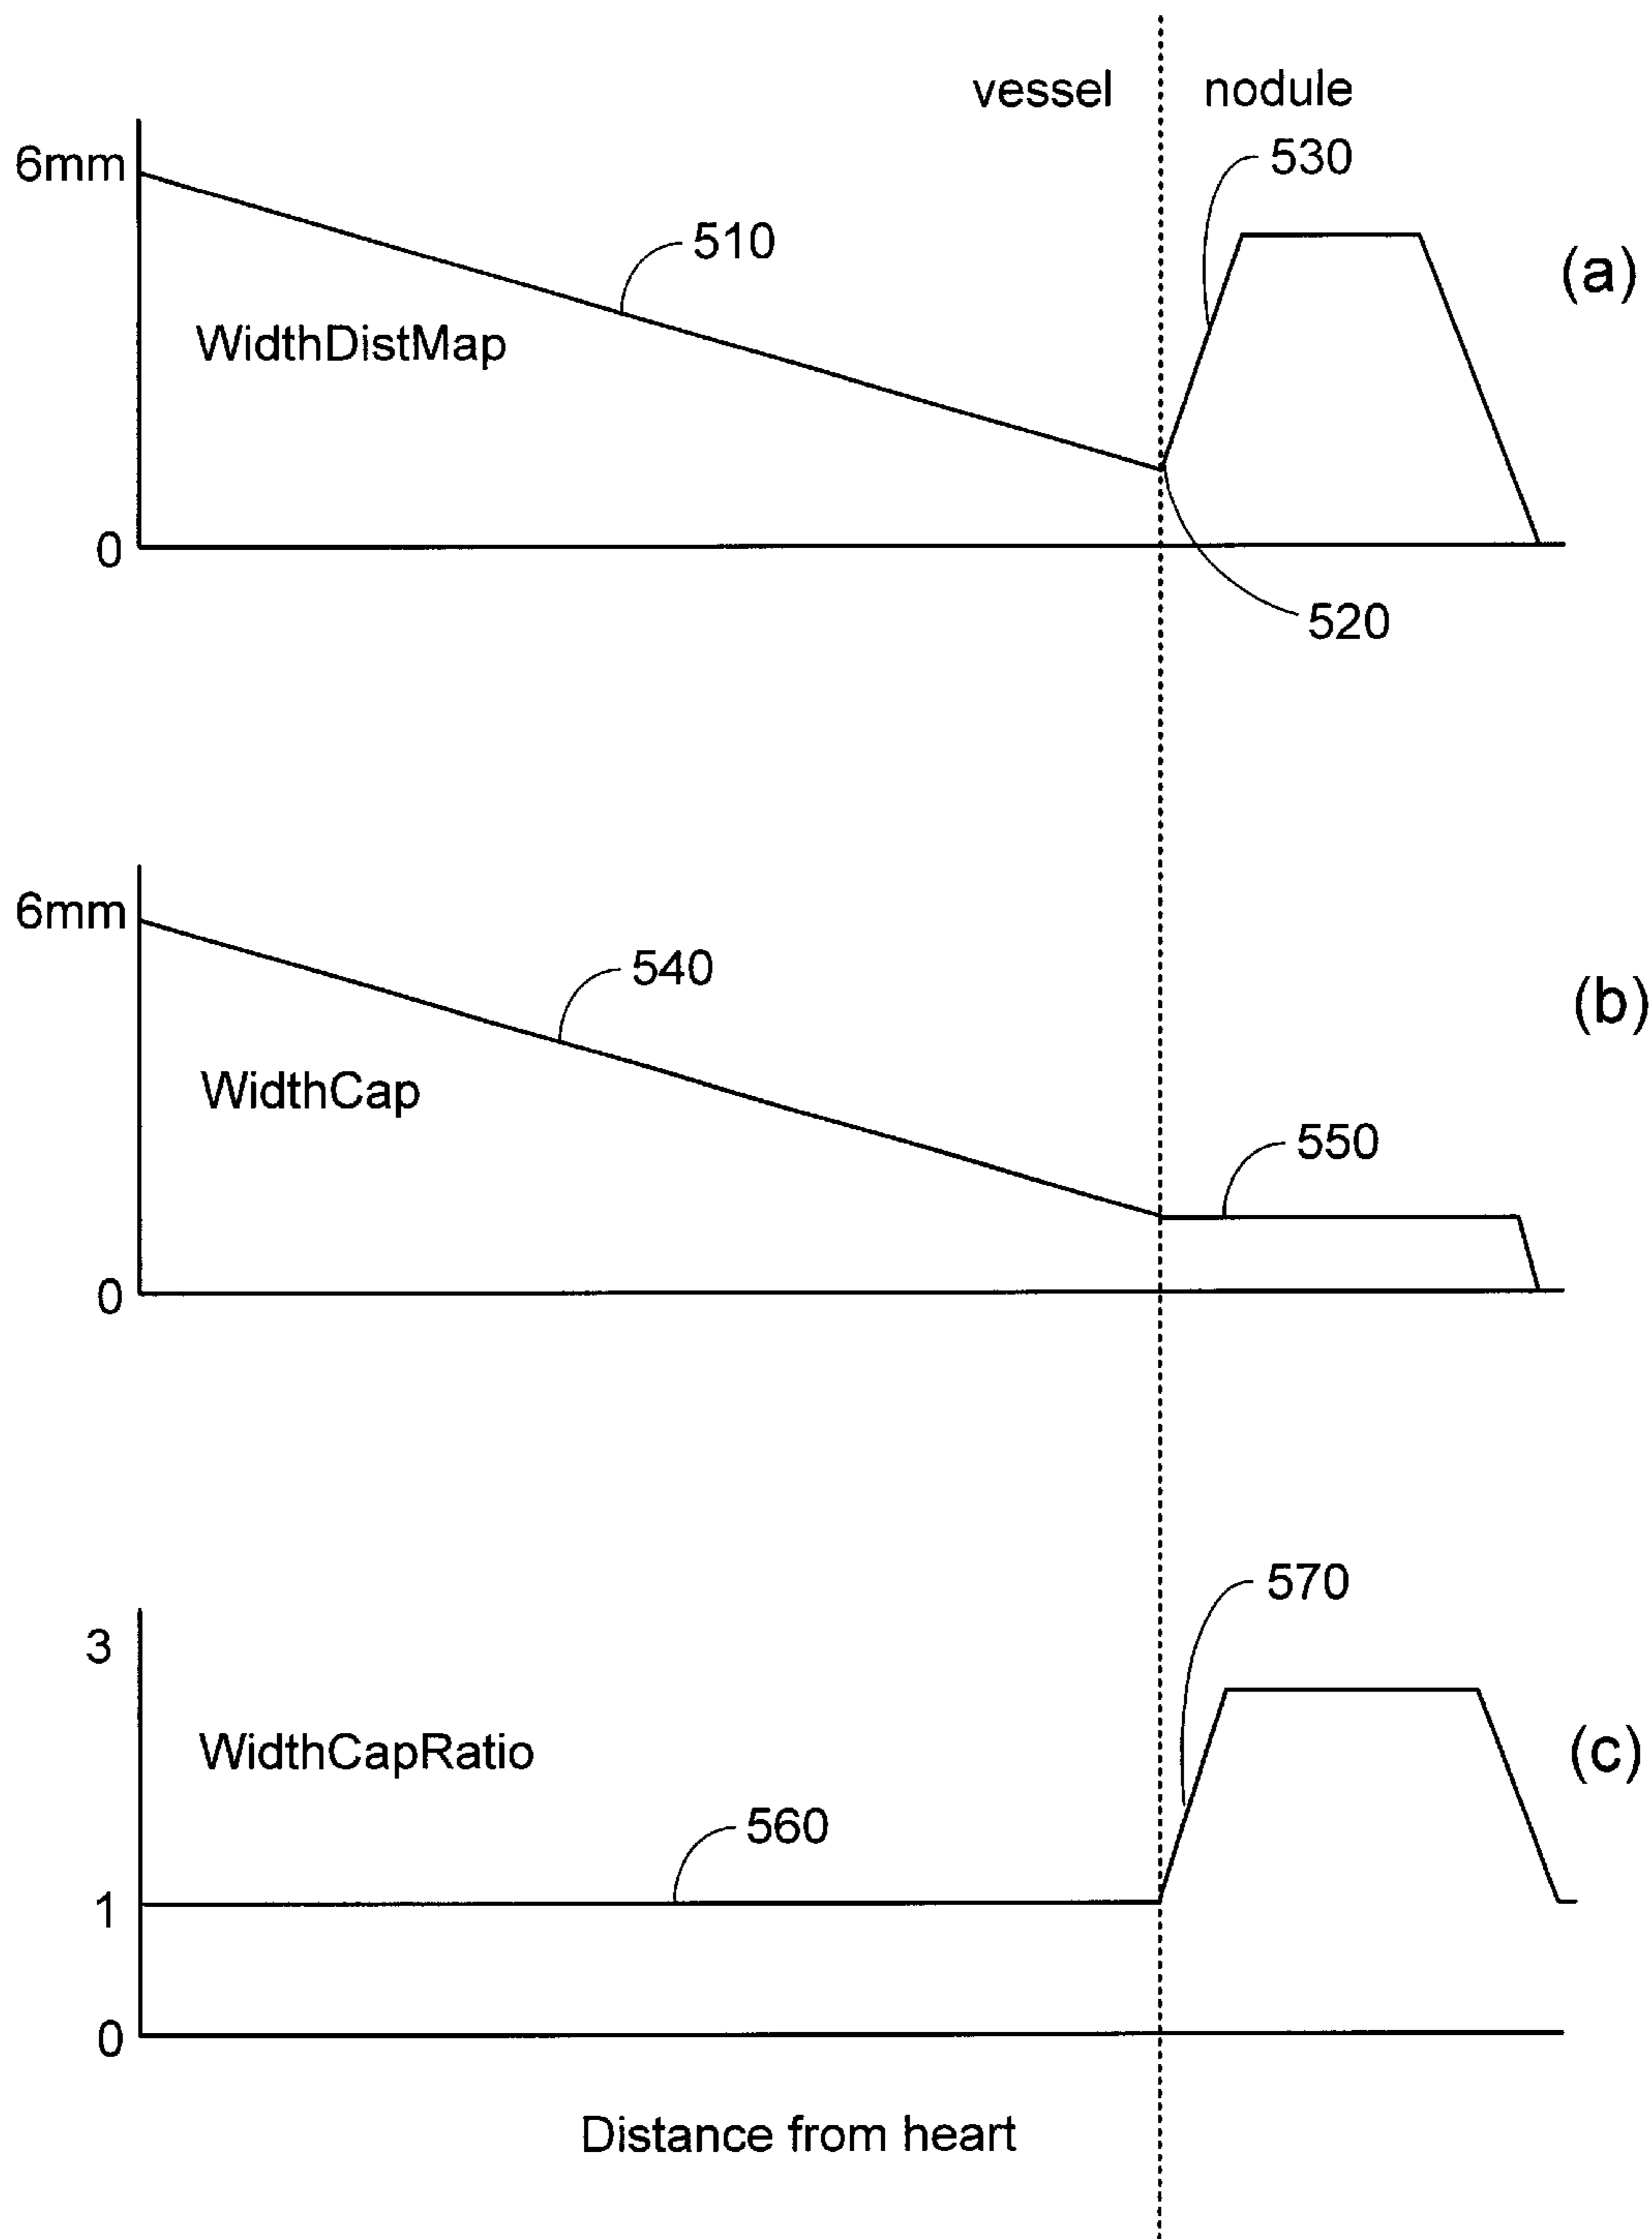 vessel nodule
6mm
530
510
(a)
WidthDistMap
0
520
6mm
540
(b)
WidthCap
550
0
570
3
WidthCapRatio
(c)
560
1
0
Distance from heart